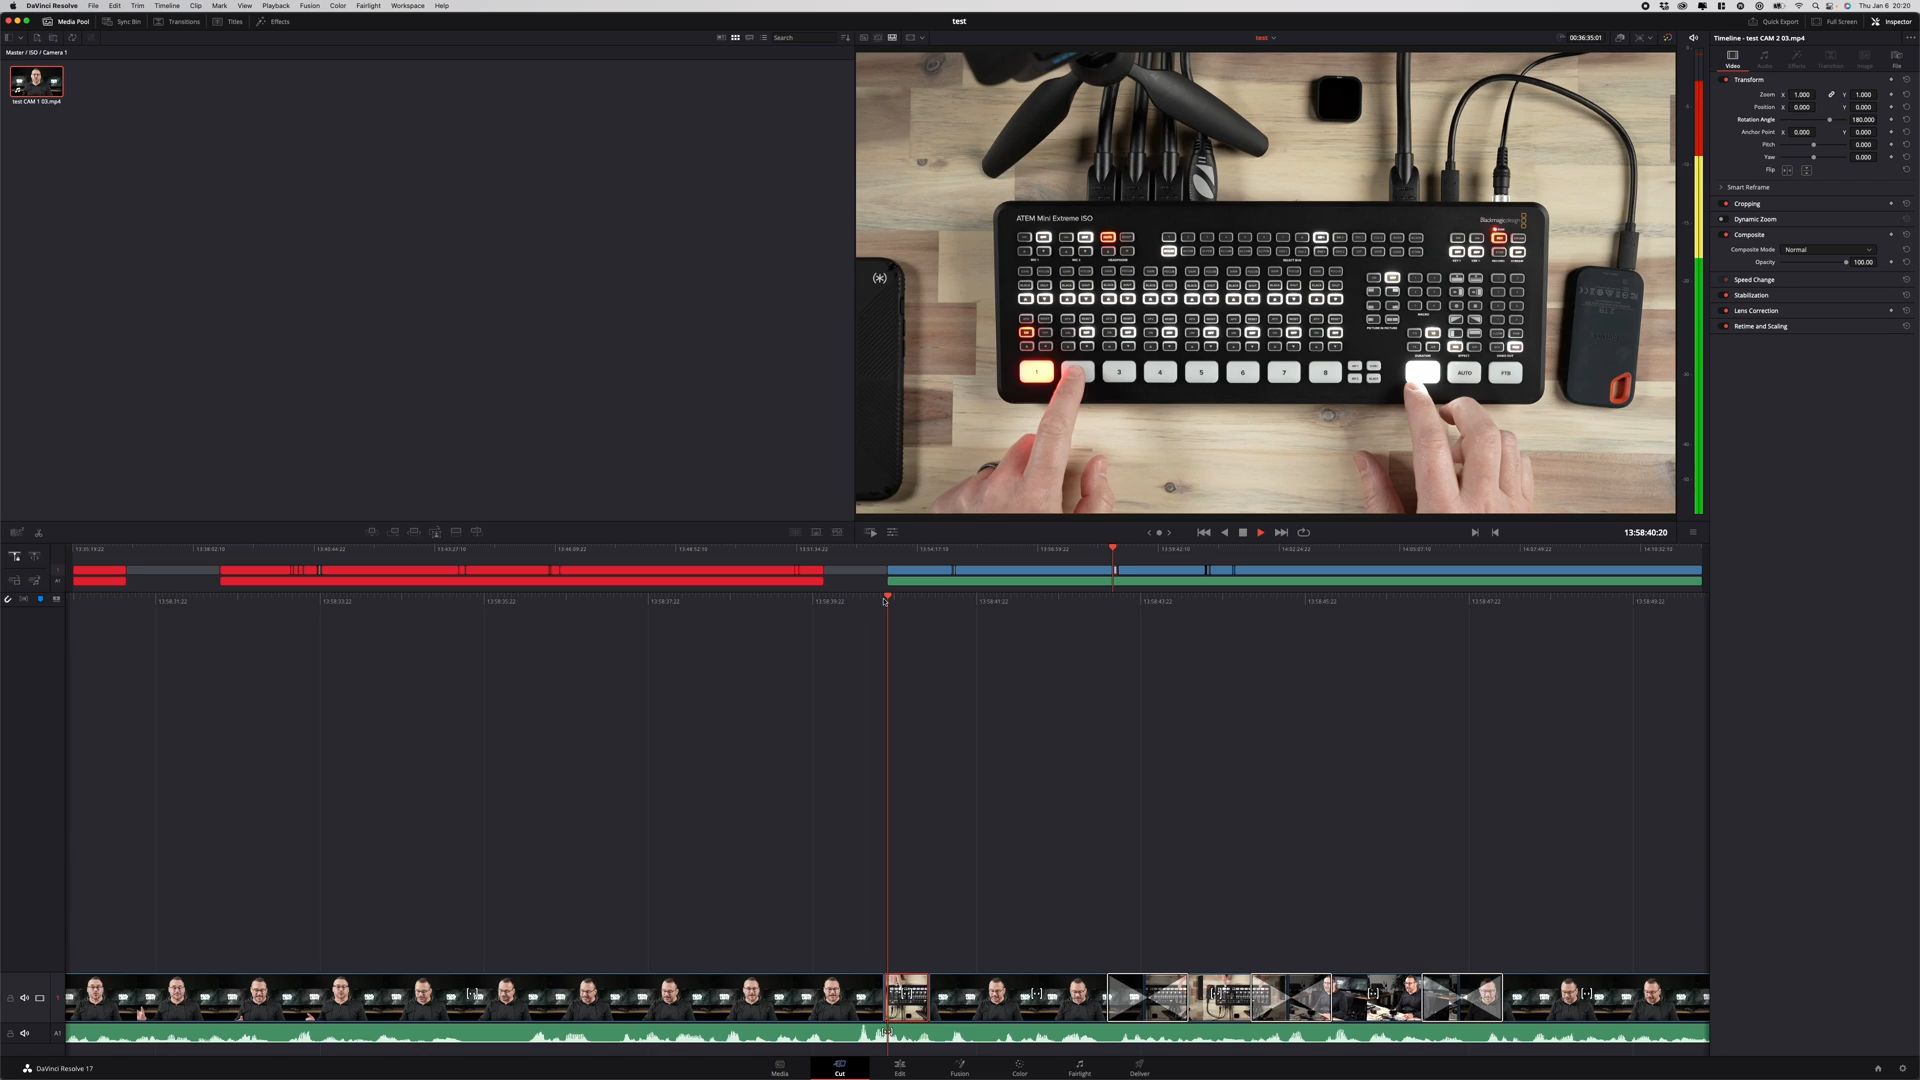 DaVinci Resolve File Edit Trim Timeline Clip Mark View Playback Fusion Color Fairlight Workspace Help
Thu Jan 6 20:20
Media Pool Sync Bin Transitions Titles Effects
test
Quick Export Full Screen Inspector
Master / ISO / Camera 1
Search
test
00:36:35:01
Timeline - test CAM 2 03.mp4
Video Audio Effects Transition Image File
test CAM 1 03.mp4
Transform
Zoom X 1.000 Y 1.000
Position X 0.000 Y 0.000
Rotation Angle 180.000
Anchor Point X 0.000 Y 0.000
Pitch 0.000
Yaw 0.000
Flip
Smart Reframe
Cropping
Dynamic Zoom
Composite
Composite Mode Normal
Opacity 100.00
Speed Change
Stabilization
Lens Correction
Retime and Scaling
ATEM Mini Extreme ISO
Blackmagicdesign
1 3 4 5 6 7 8 AUTO FTB
13:58:40:20
13:35:19:22 13:38:02:10 13:40:44:22 13:43:27:10 13:46:09:22 13:48:52:10 13:51:34:22 13:54:17:10 13:56:59:22 13:59:42:10 14:02:24:22 14:05:07:10 14:07:49:22 14:10:32:10
1
A1
13:58:31:22 13:58:33:22 13:58:35:22 13:58:37:22 13:58:39:22 13:58:41:22 13:58:43:22 13:58:45:22 13:58:47:22 13:58:49:22
1
A1
DaVinci Resolve 17
Media Cut Edit Fusion Color Fairlight Deliver